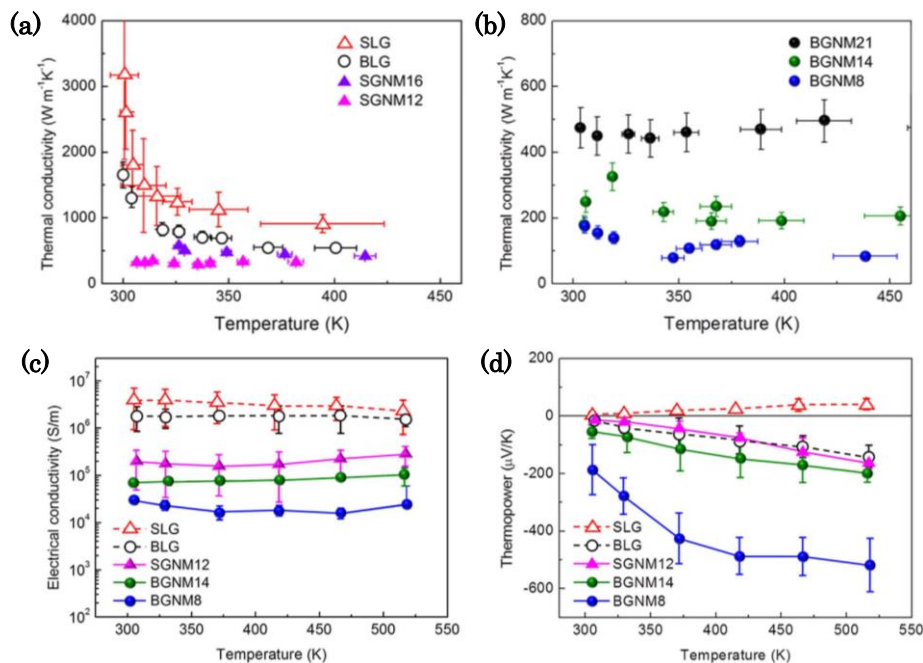 (a)
4000
3000
2000
1500
1000
500
0
300
350
400
450
Thermal conductivity (W m⁻¹K⁻¹)
Temperature (K)
SLG
BLG
SGNM16
SGNM12
(b)
800
600
400
200
0
300
350
400
450
Thermal conductivity (W m⁻¹K⁻¹)
Temperature (K)
BGNM21
BGNM14
BGNM8
(c)
10⁷
10⁶
10⁵
10⁴
10³
10²
300
350
400
450
500
550
Electrical conductivity (S/m)
Temperature (K)
SLG
BLG
SGNM12
BGNM14
BGNM8
(d)
200
0
-200
-400
-600
300
350
400
450
500
550
Thermopower (μV/K)
Temperature (K)
SLG
BLG
SGNM12
BGNM14
BGNM8